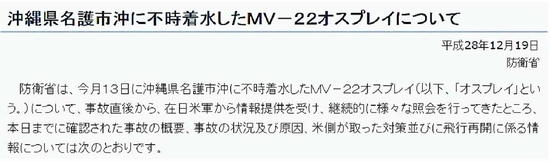 沖縄県名護市沖に不時着水したＭＶ－２２オスプレイについて
平成28年12月19日
防衛省
防衛省は、今月13日に沖縄県名護市沖に不時着水したＭＶ－２２オスプレイ（以下、「オスプレイ」とい
う。）について、事故直後から、在日米軍から情報提供を受け、継続的に様々な照会を行ってきたところ、
本日までに確認された事故の概要、事故の状況及び原因、米側が取った対策並びに飛行再開に係る情
報については次のとおりです。